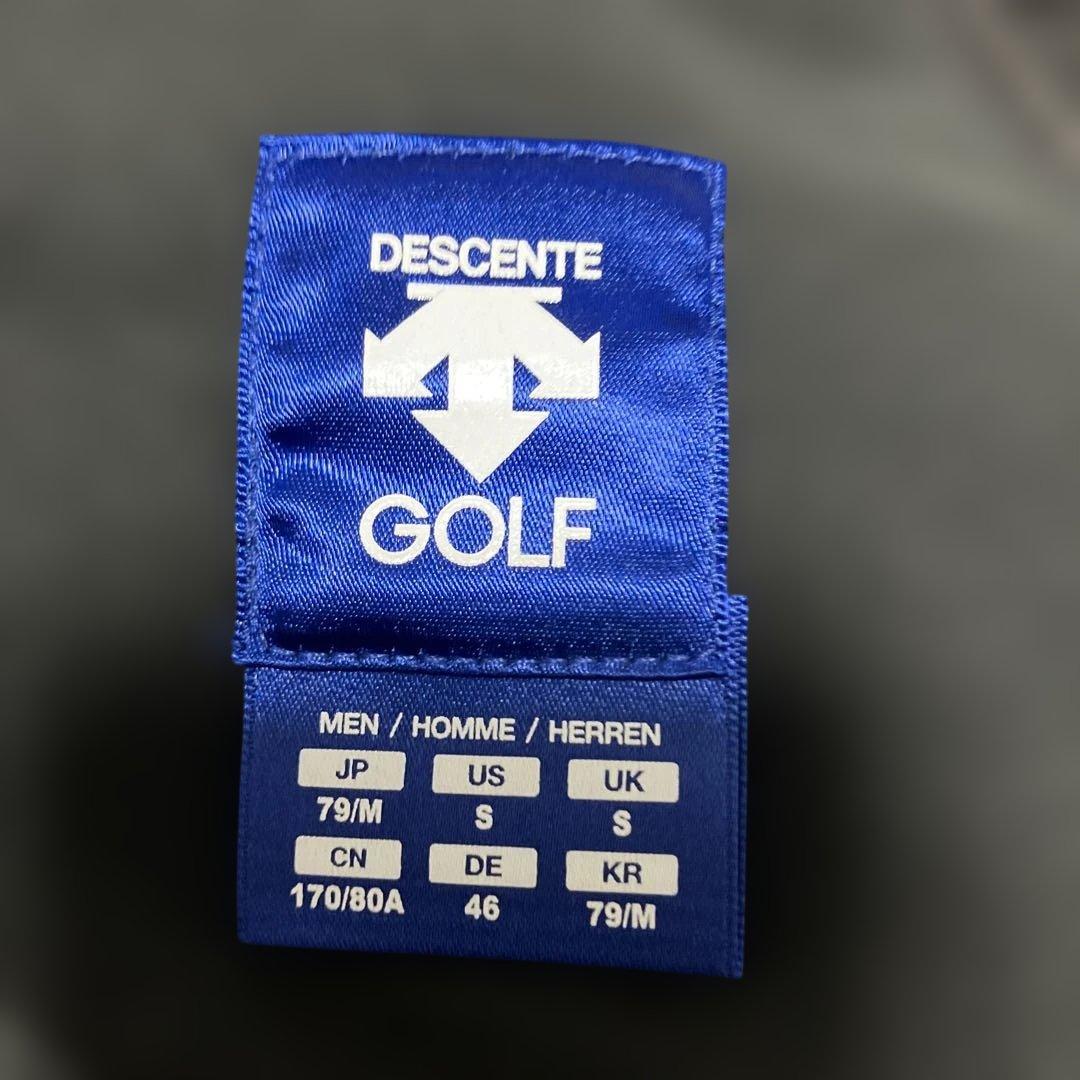 DESCENTE
GOLF
MEN / HOMME / HERREN
JP US UK
79/M S S
CN DE KR
170/80A 46 79/M